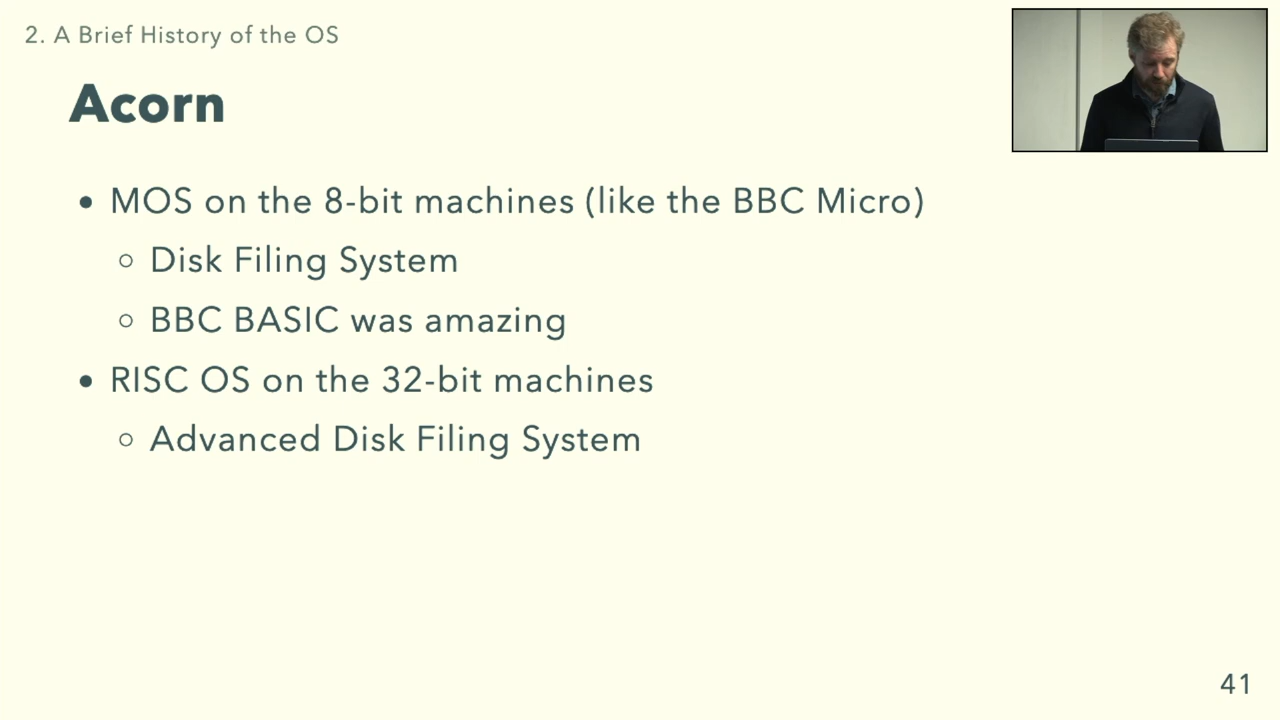 2. A Brief History of the OS
Acorn
• MOS on the 8-bit machines (like the BBC Micro)
○ Disk Filing System
○ BBC BASIC was amazing
• RISC OS on the 32-bit machines
○ Advanced Disk Filing System
41